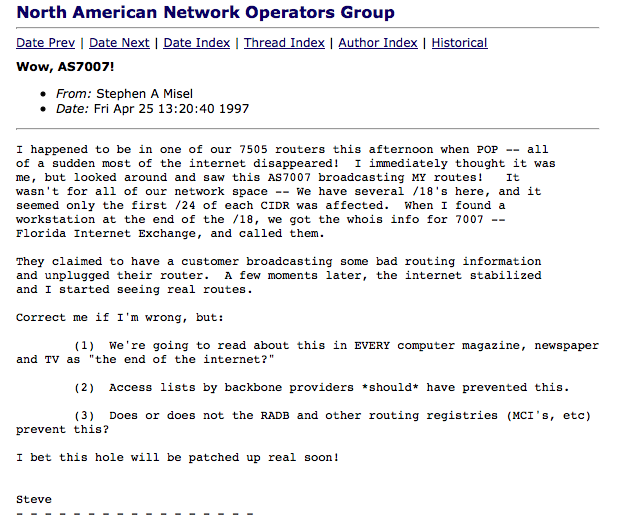 North American Network Operators Group
Date Prev | Date Next | Date Index | Thread Index | Author Index | Historical
Wow, AS7007!
• From: Stephen A Misel
• Date: Fri Apr 25 13:20:40 1997
I happened to be in one of our 7505 routers this afternoon when POP -- all
of a sudden most of the internet disappeared!  I immediately thought it was
me, but looked around and saw this AS7007 broadcasting MY routes!   It
wasn't for all of our network space -- We have several /18's here, and it
seemed only the first /24 of each CIDR was affected.  When I found a
workstation at the end of the /18, we got the whois info for 7007 --
Florida Internet Exchange, and called them.
They claimed to have a customer broadcasting some bad routing information
and unplugged their router.  A few moments later, the internet stabilized
and I started seeing real routes.
Correct me if I'm wrong, but:
(1)  We're going to read about this in EVERY computer magazine, newspaper
and TV as "the end of the internet?"
(2)  Access lists by backbone providers *should* have prevented this.
(3)  Does or does not the RADB and other routing registries (MCI's, etc)
prevent this?
I bet this hole will be patched up real soon!
Steve
- - - - - - - - - - - - - - - - -